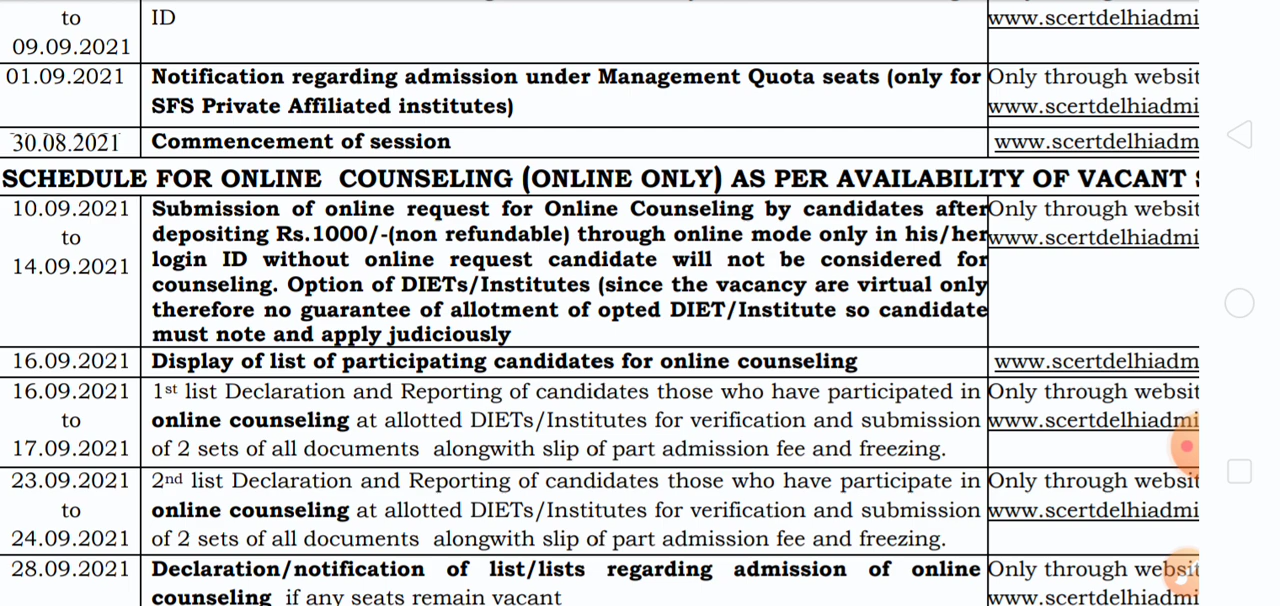 to ID www.scertdelhiadmi
09.09.2021
01.09.2021 Notification regarding admission under Management Quota seats (only for Only through websit
SFS Private Affiliated institutes) www.scertdelhiadmi
30.08.2021 Commencement of session www.scertdelhiadm
SCHEDULE FOR ONLINE COUNSELING (ONLINE ONLY) AS PER AVAILABILITY OF VACANT
10.09.2021 Submission of online request for Online Counseling by candidates after Only through websit
to depositing Rs.1000/-(non refundable) through online mode only in his/her www.scertdelhiadmi
14.09.2021 login ID without online request candidate will not be considered for
counseling. Option of DIETs/Institutes (since the vacancy are virtual only
therefore no guarantee of allotment of opted DIET/Institute so candidate
must note and apply judiciously
16.09.2021 Display of list of participating candidates for online counseling www.scertdelhiadm
16.09.2021 1st list Declaration and Reporting of candidates those who have participated in Only through websit
to online counseling at allotted DIETs/Institutes for verification and submission www.scertdelhiadmi
17.09.2021 of 2 sets of all documents alongwith slip of part admission fee and freezing.
23.09.2021 2nd list Declaration and Reporting of candidates those who have participate in Only through websit
to online counseling at allotted DIETs/Institutes for verification and submission www.scertdelhiadmi
24.09.2021 of 2 sets of all documents alongwith slip of part admission fee and freezing.
28.09.2021 Declaration/notification of list/lists regarding admission of online Only through websit
counseling if any seats remain vacant www.scertdelhiadmi